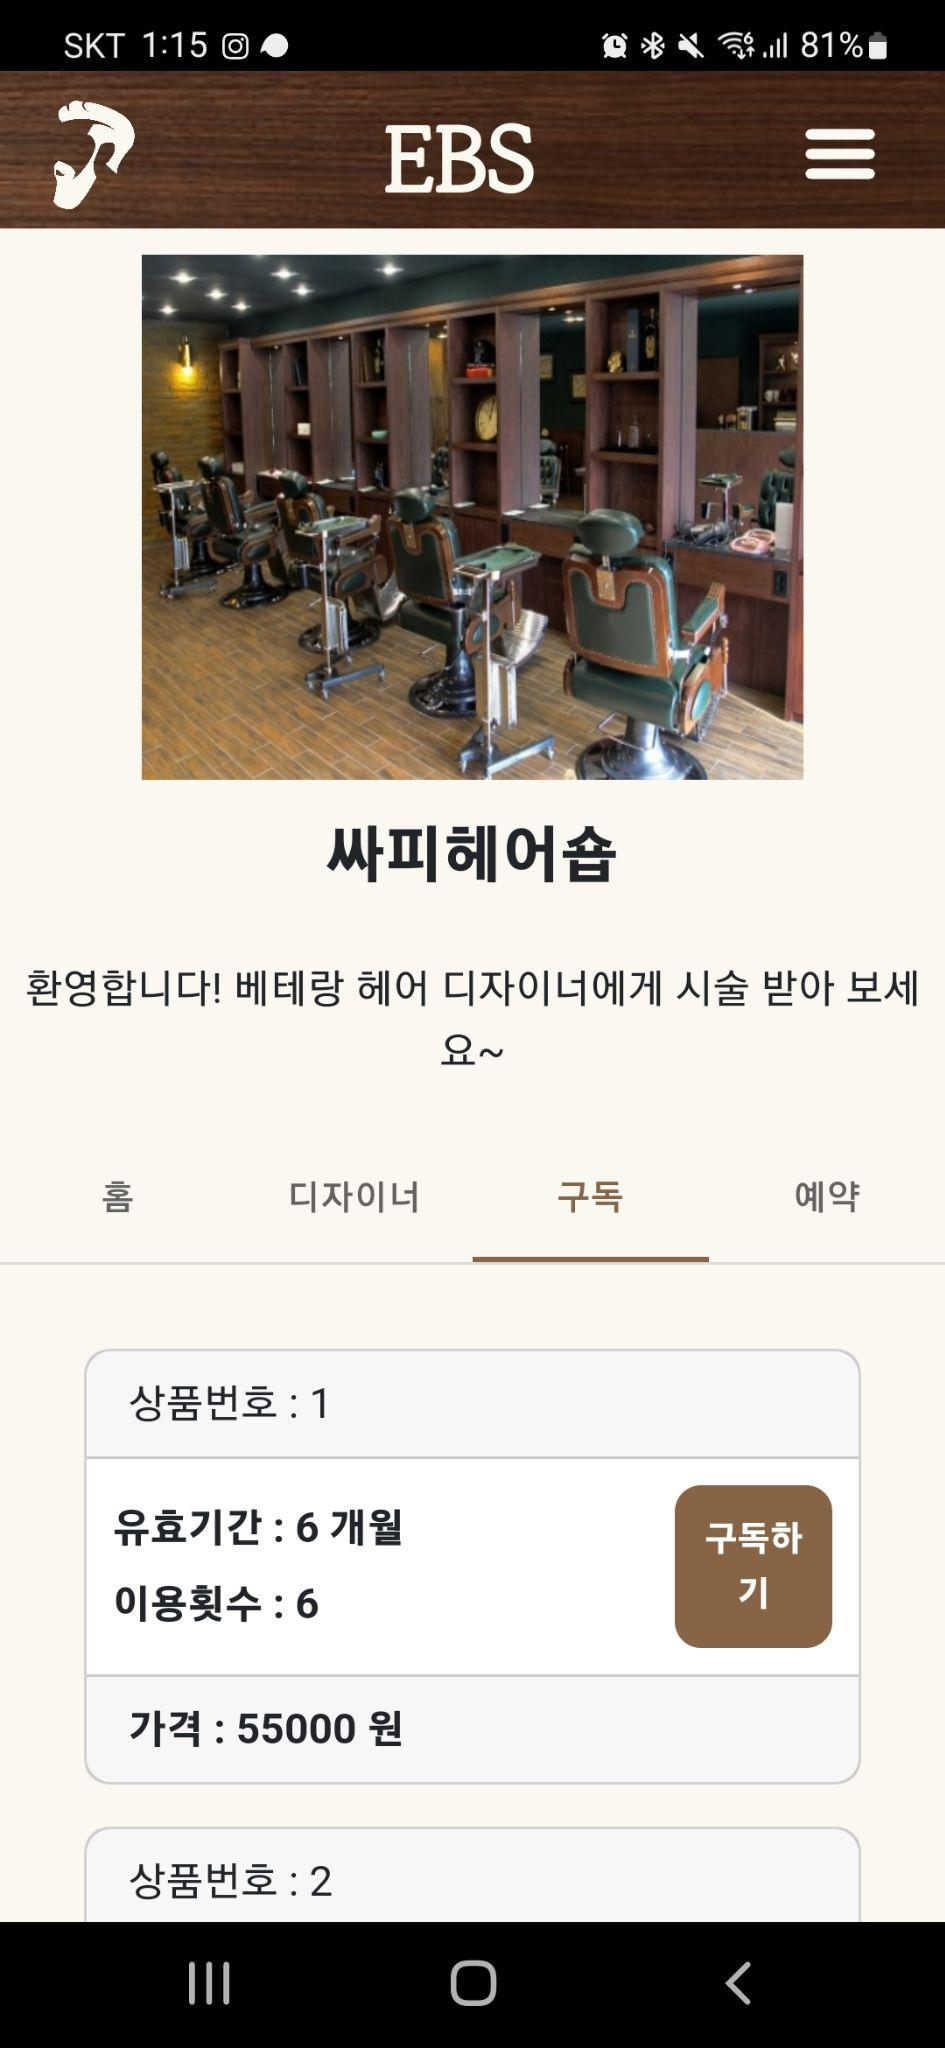 SKT 1:15 81%
EBS
싸피헤어숍
환영합니다! 베테랑 헤어 디자이너에게 시술 받아 보세
요~
홈 디자이너 구독 예약
상품번호 : 1
유효기간 : 6 개월
이용횟수 : 6
구독하
기
가격 : 55000 원
상품번호 : 2